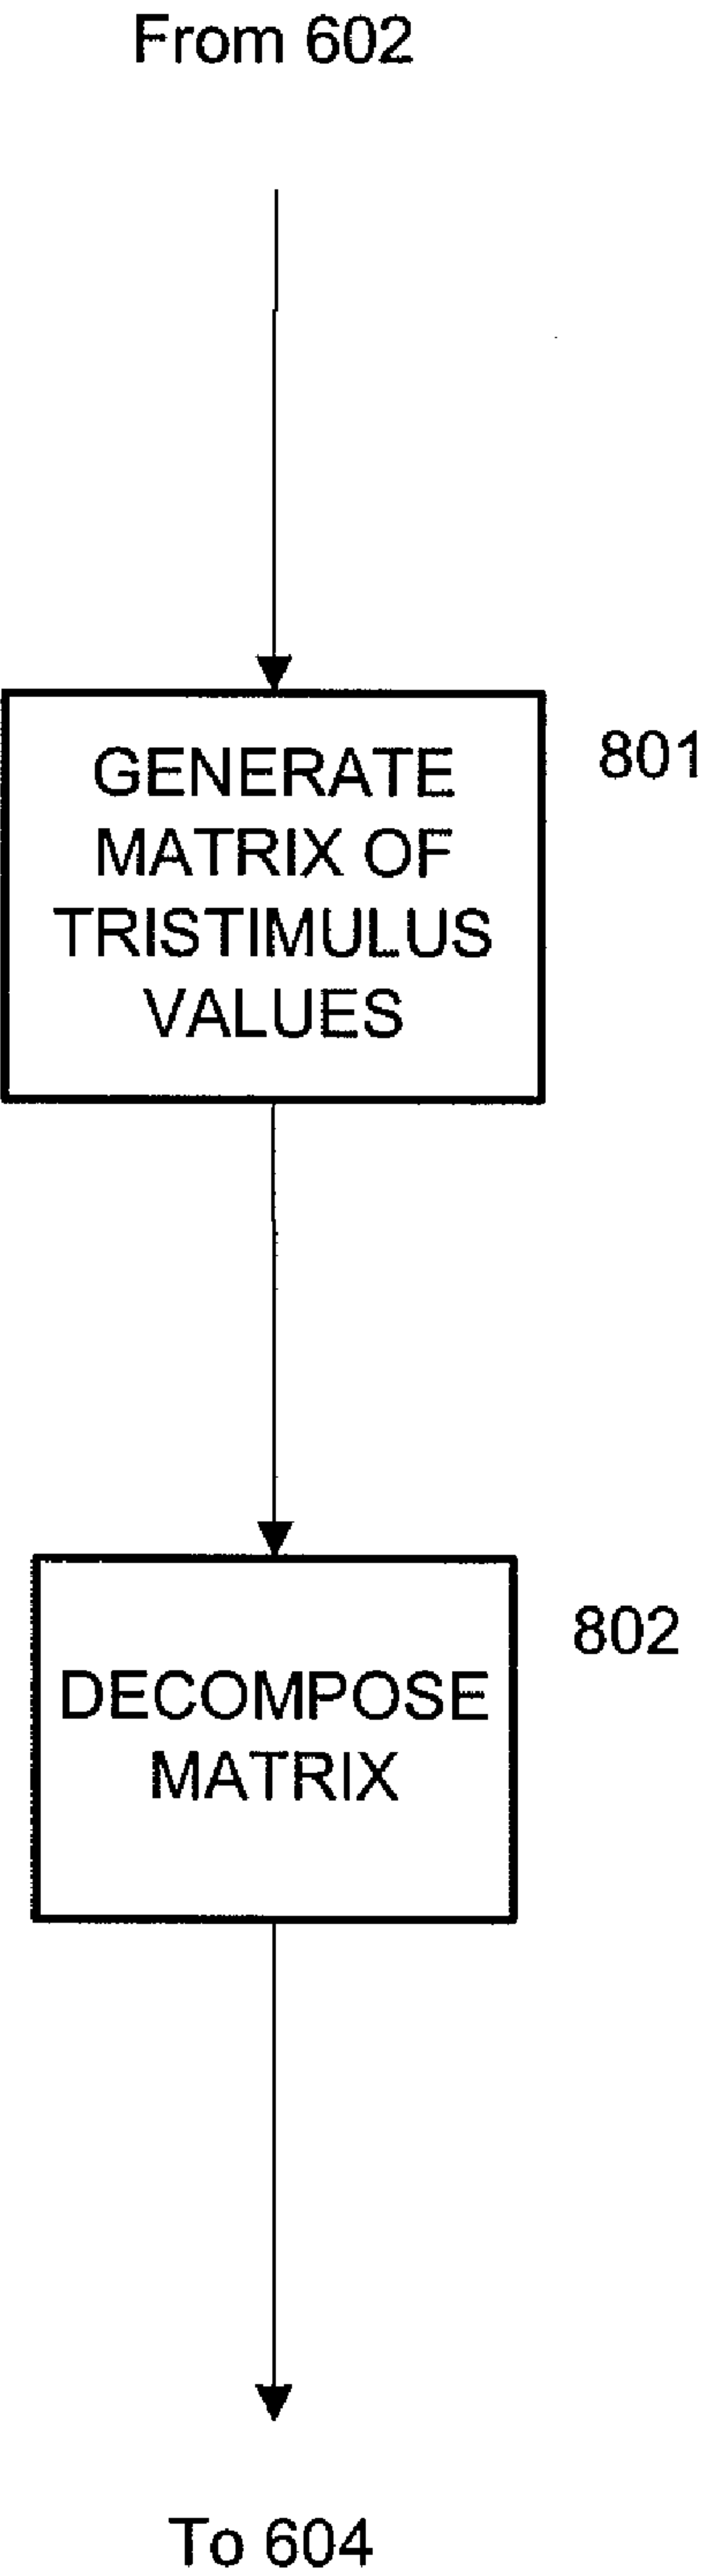 From 602
GENERATE
MATRIX OF
TRISTIMULUS
VALUES
801
DECOMPOSE
MATRIX
802
To 604